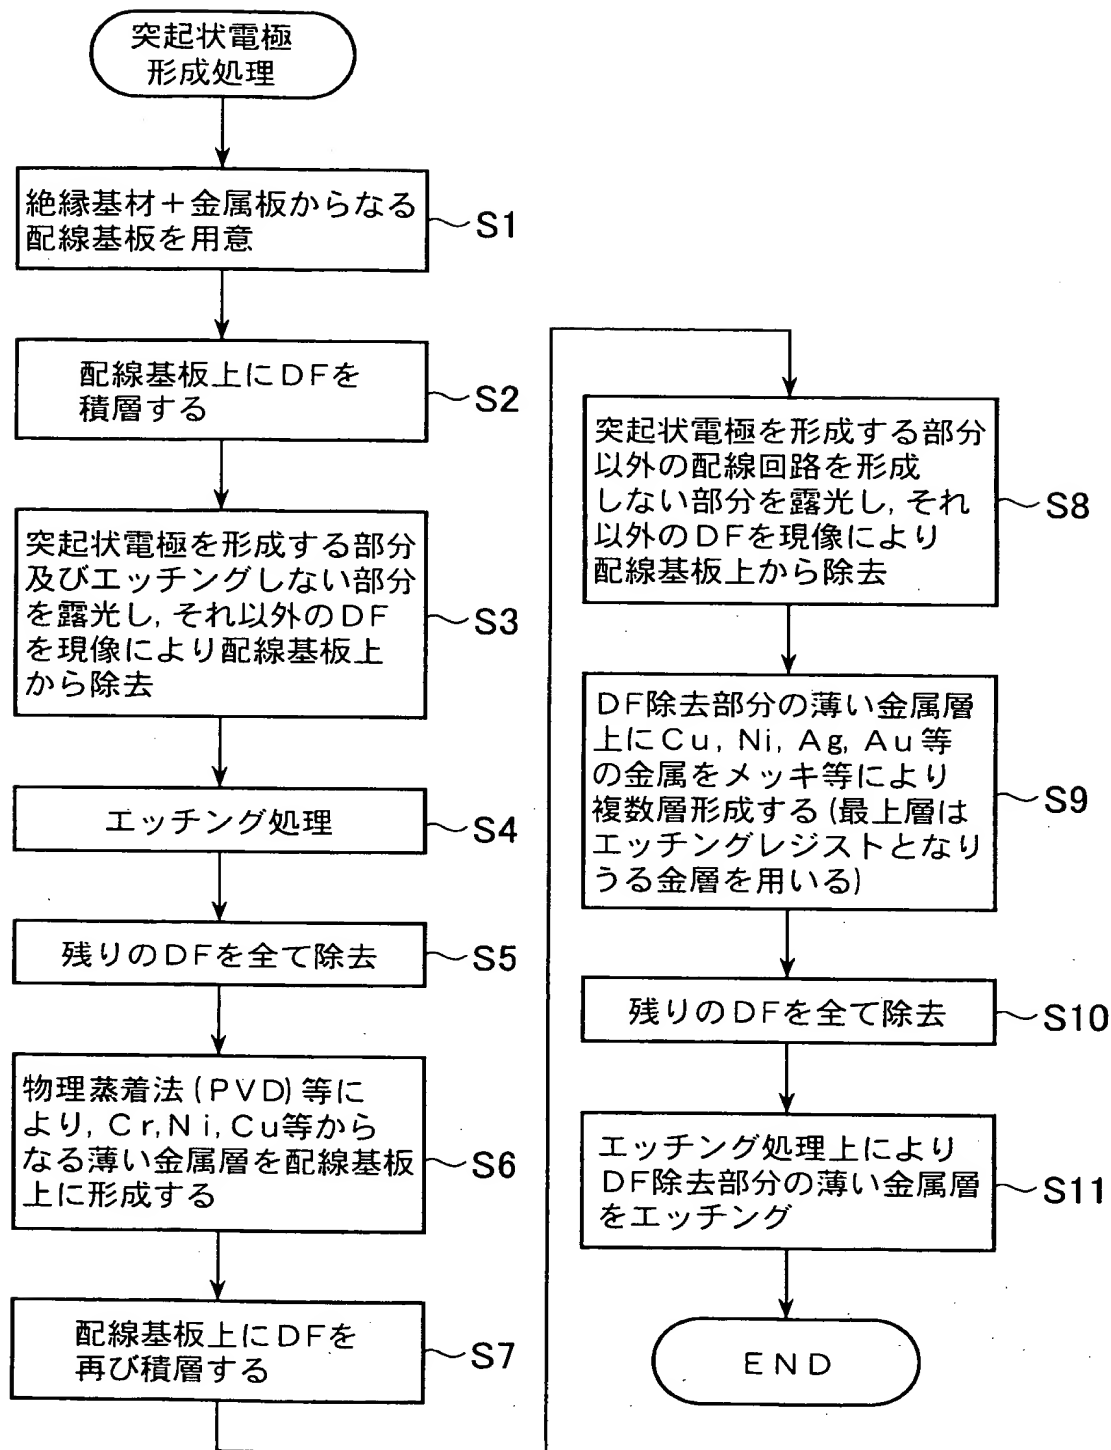 突起状電極
形成処理
絶縁基材+金属板からなる
配線基板を用意
S1
配線基板上にDFを
積層する
S2
突起状電極を形成する部分
及びエッチングしない部分
を露光し,それ以外のDF
を現像により配線基板上
から除去
S3
エッチング処理
S4
残りのDFを全て除去
S5
物理蒸着法(PVD)等に
より,Cr,Ni,Cu等から
なる薄い金属層を配線基板
上に形成する
S6
配線基板上にDFを
再び積層する
S7
突起状電極を形成する部分
以外の配線回路を形成
しない部分を露光し,それ
以外のDFを現像により
配線基板上から除去
S8
DF除去部分の薄い金属層
上にCu, Ni, Ag, Au等
の金属をメッキ等により
複数層形成する(最上層は
エッチングレジストとなり
うる金層を用いる)
S9
残りのDFを全て除去
S10
エッチング処理上により
DF除去部分の薄い金属層
をエッチング
S11
END